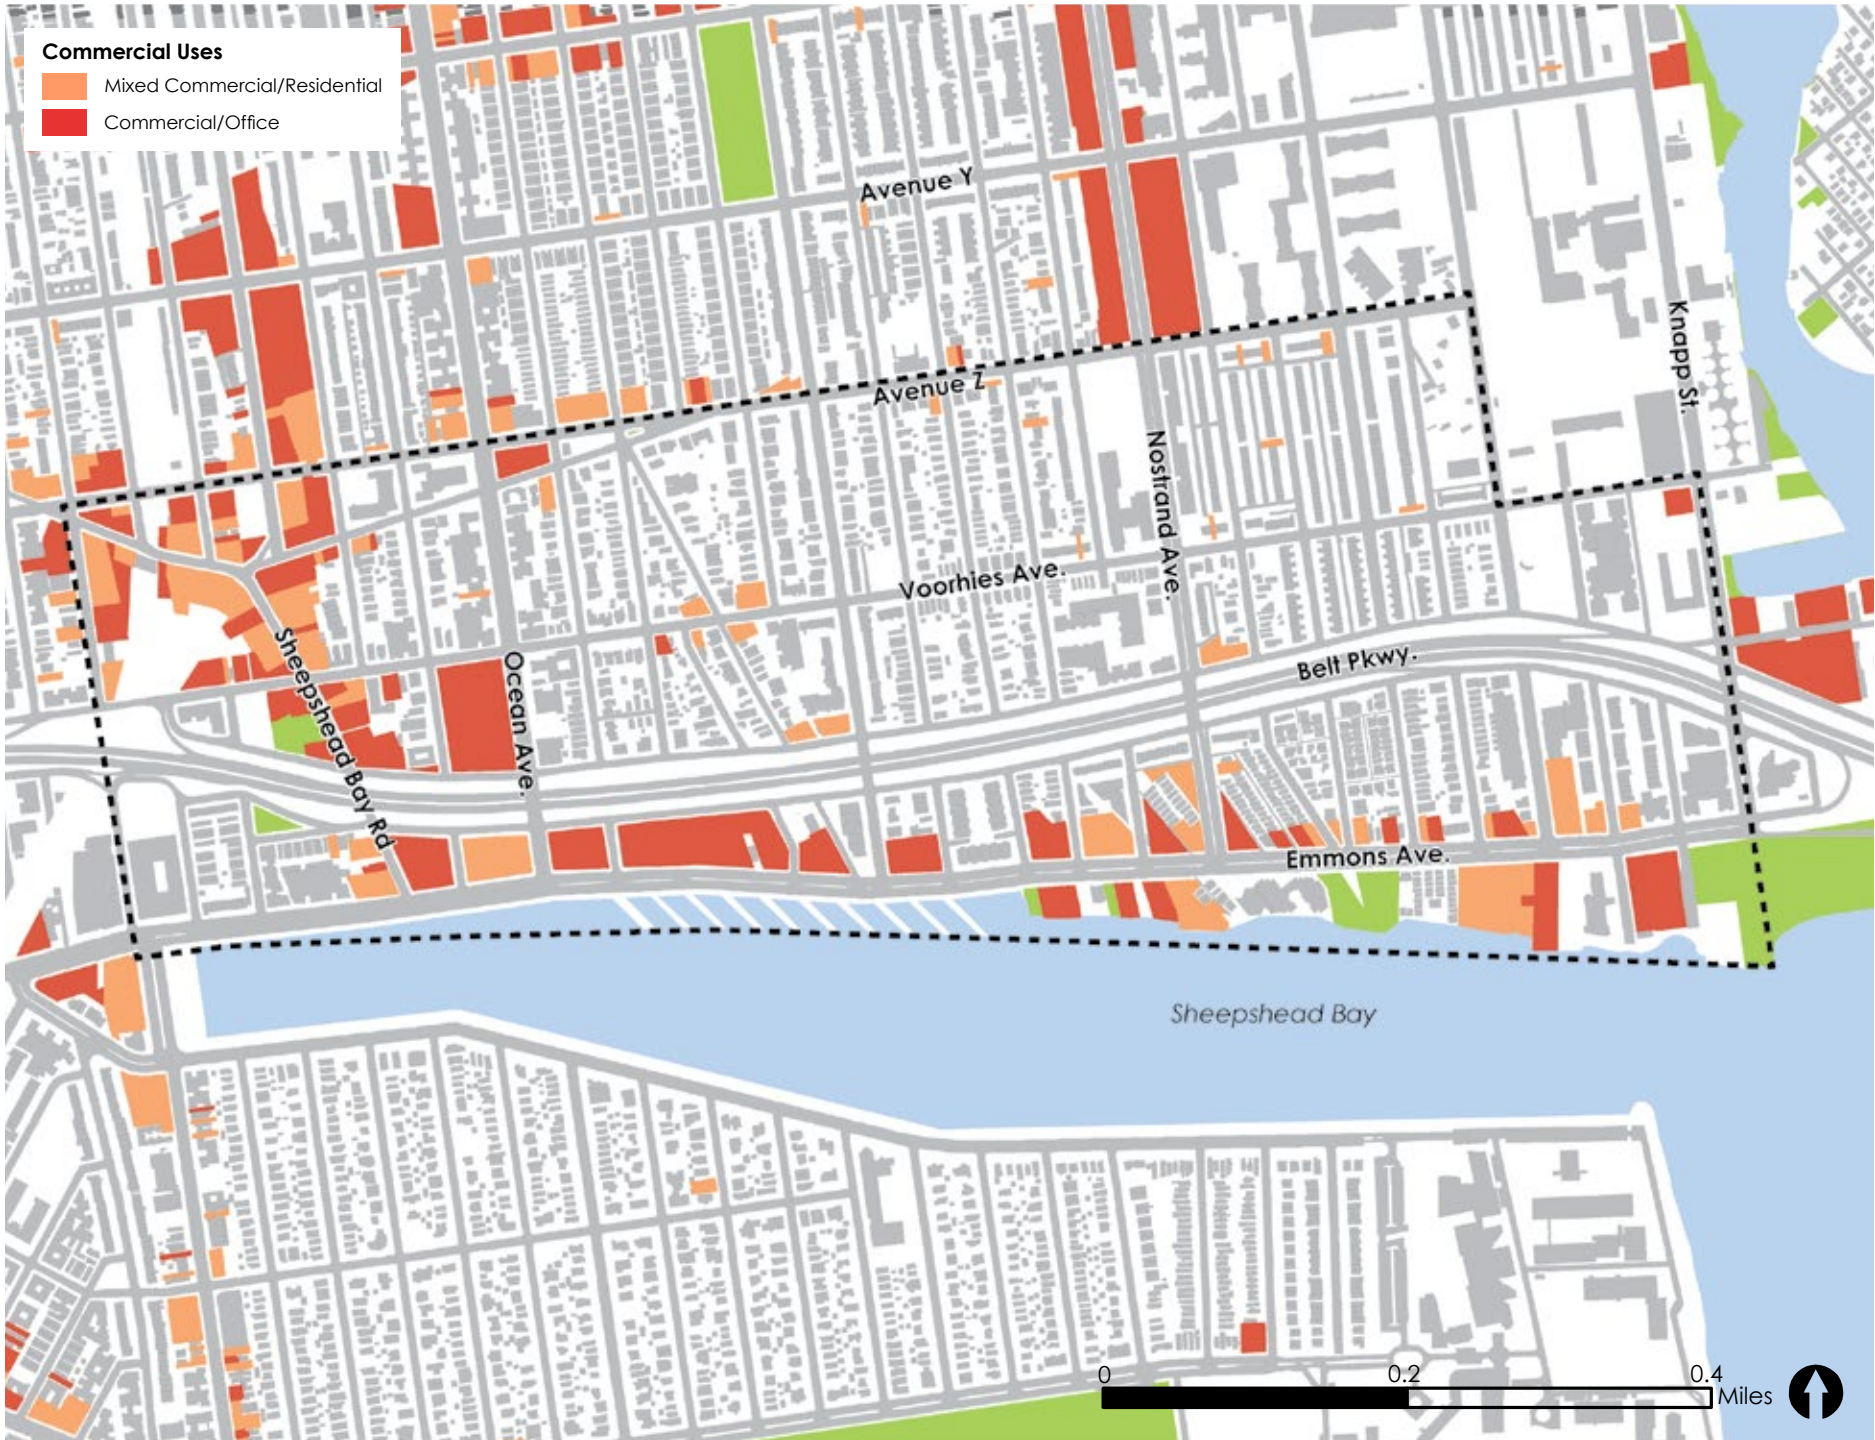 Commercial Uses
Mixed Commercial/Residential
Commercial/Office
Avenue Y
Knapp St.
Avenue Z
Nostrand Ave.
Voorhies Ave.
Sheepshead Bay Rd
Ocean Ave.
Belt Pkwy.
Emmons Ave.
Sheepshead Bay
0 0.2 0.4
Miles